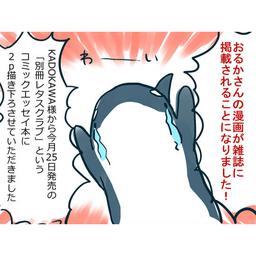 おるかさんの漫画が雑誌に
掲載されることになりました!
わーい
KADOKAWA様から今月25日発売の
「別冊レタスクラブ」という
コミックエッセイ本に
2p描き下ろさせていただきました